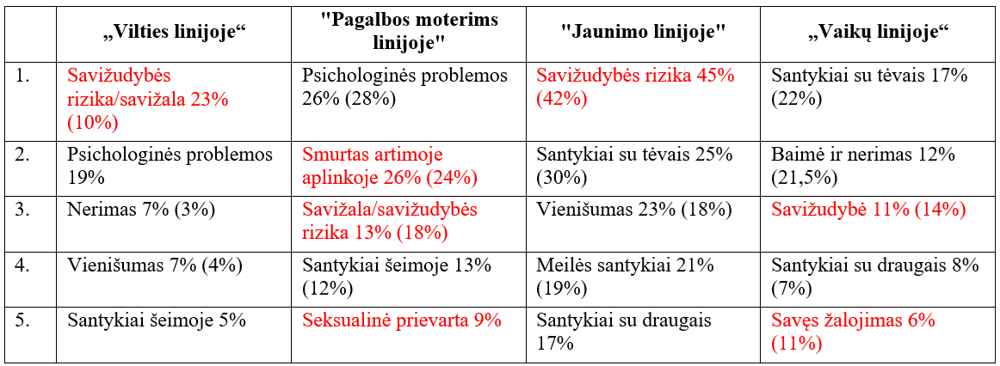 „Vilties linijoje“
"Pagalbos moterims
linijoje"
"Jaunimo linijoje"
„Vaikų linijoje“
1.
Savižudybės
rizika/savižala 23%
(10%)
Psichologinės problemos
26% (28%)
Savižudybės rizika 45%
(42%)
Santykiai su tėvais 17%
(22%)
2.
Psichologinės problemos
19%
Smurtas artimoje
aplinkoje 26% (24%)
Santykiai su tėvais 25%
(30%)
Baimė ir nerimas 12%
(21,5%)
3.
Nerimas 7% (3%)
Savižala/savižudybės
rizika 13% (18%)
Vienišumas 23% (18%)
Savižudybė 11% (14%)
4.
Vienišumas 7% (4%)
Santykiai šeimoje 13%
(12%)
Meilės santykiai 21%
(19%)
Santykiai su draugais 8%
(7%)
5.
Santykiai šeimoje 5%
Seksualinė prievarta 9%
Santykiai su draugais
17%
Savęs žalojimas 6%
(11%)